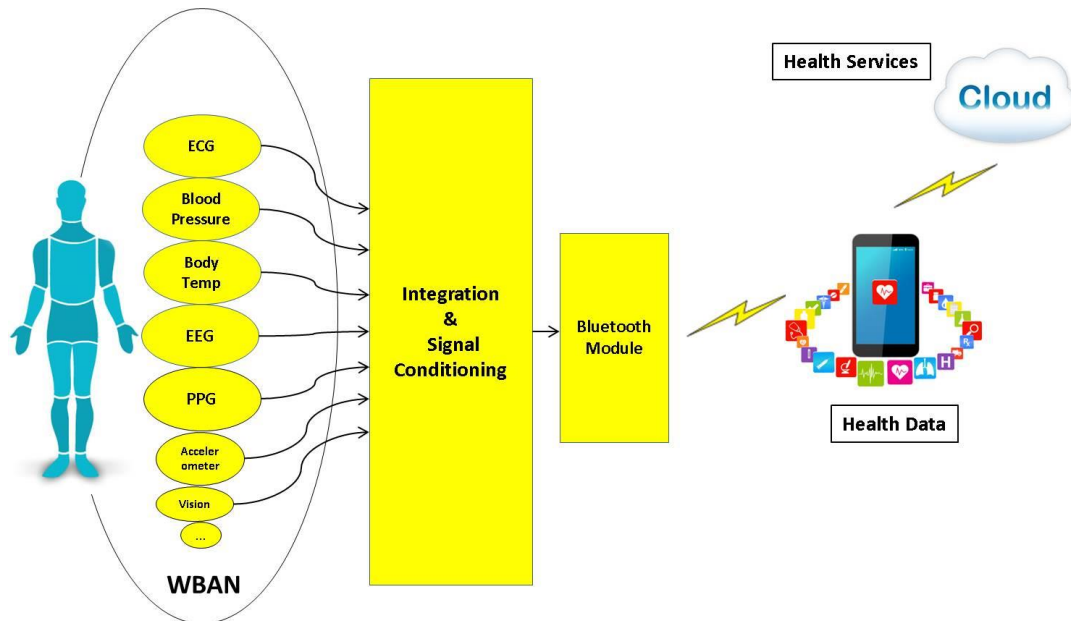 ECG
Blood
Pressure
Body
Temp
EEG
PPG
Acceler
ometer
Vision
...
WBAN
Integration
&
Signal
Conditioning
Bluetooth
Module
Health Services
Cloud
H
Health Data